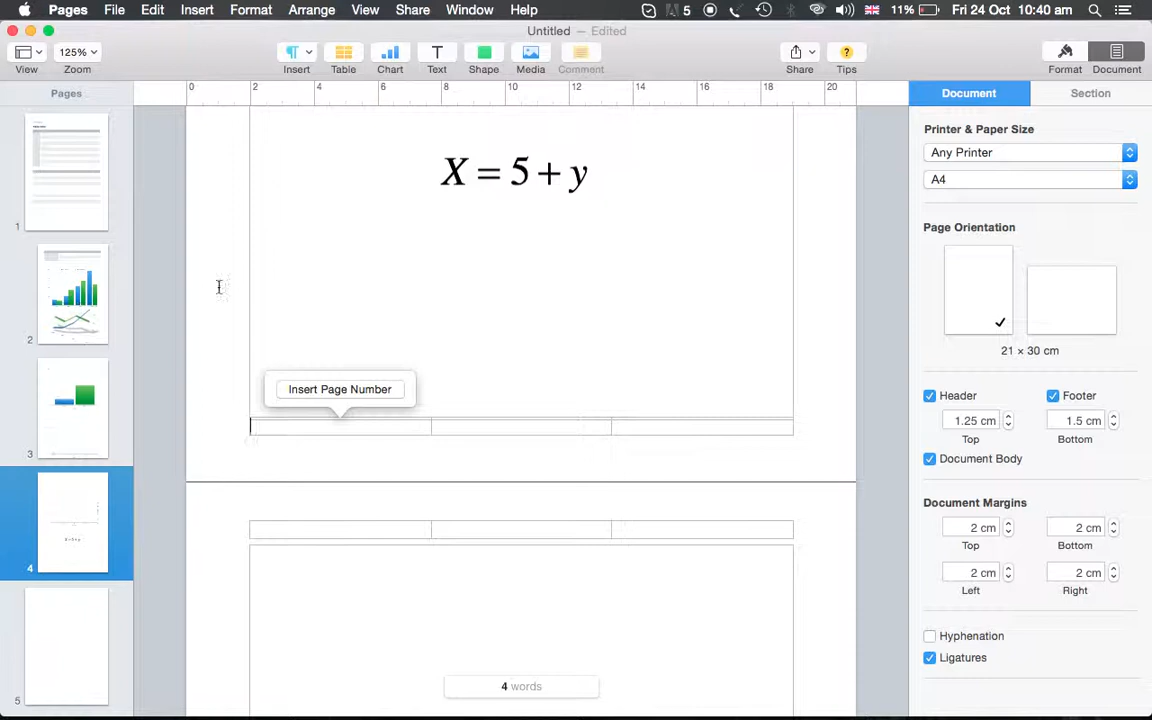 Pages File Edit Insert Format Arrange View Share Window Help 5 11% Fri 24 Oct 10:40 am
Untitled — Edited
125%
View Zoom Insert Table Chart Text Shape Media Comment Share Tips Format Document
Pages
0 2 4 6 8 10 12 14 16 18 20
Document Section
Printer & Paper Size
Any Printer
A4
X = 5 + y
1
Page Orientation
2
21 × 30 cm
Insert Page Number
Header Footer
1.25 cm 1.5 cm
Top Bottom
3
Document Body
Document Margins
2 cm 2 cm
Top Bottom
X = 5 + y
4
2 cm 2 cm
Left Right
Hyphenation
Ligatures
4 words
5